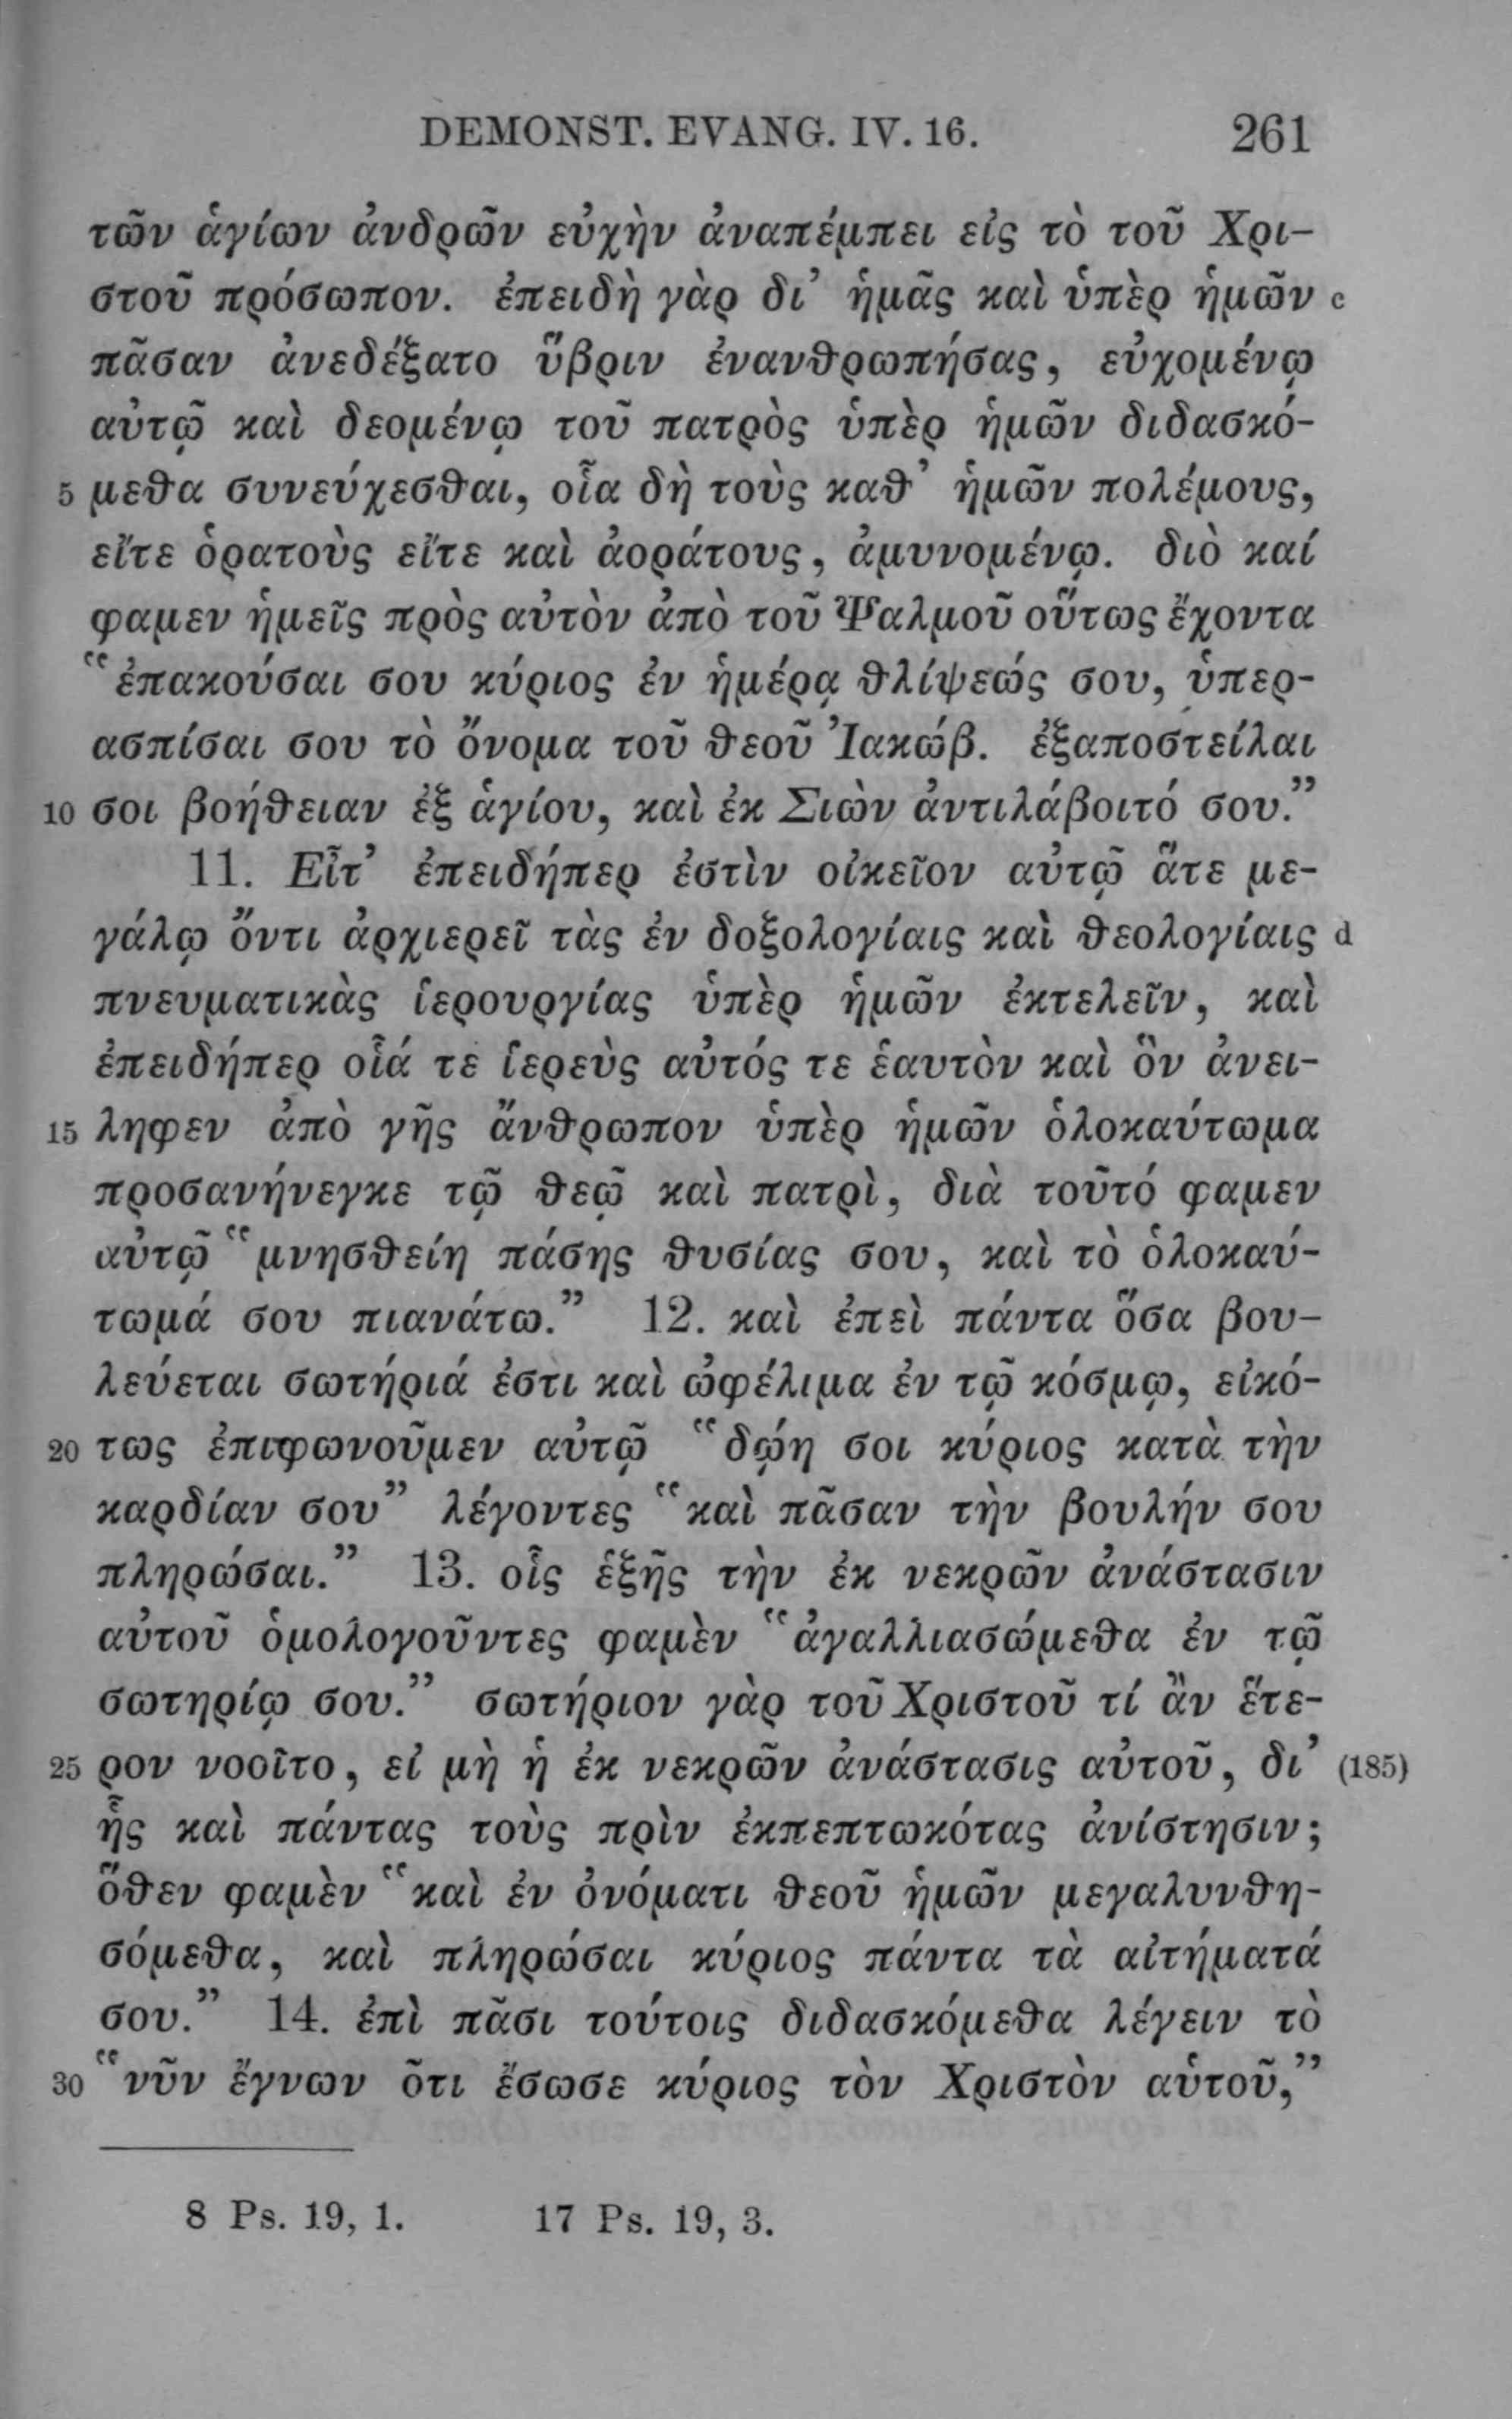 DEMONST. EVANG. IV. 16. 261
τῶν ἁγίων ἀνδρῶν εὐχὴν ἀναπέμπει εἰς τὸ τοῦ Χρι-
στοῦ πρόσωπον. ἐπειδὴ γὰρ δι’ ἡμᾶς καὶ ὑπὲρ ἡμῶν c
πᾶσαν ἀνεδέξατο ὕβριν ἐνανθρωπήσας, εὐχομένῳ
αὐτῷ καὶ δεομένῳ τοῦ πατρὸς ὑπὲρ ἡμῶν διδασκό-
5 μεθα συνεύχεσθαι, οἷα δὴ τοὺς καθ’ ἡμῶν πολέμους,
εἴτε ὁρατοὺς εἴτε καὶ ἀοράτους, ἀμυνομένῳ. διὸ καί
φαμεν ἡμεῖς πρὸς αὐτὸν ἀπὸ τοῦ Ψαλμοῦ οὕτως ἔχοντα
“ἐπακούσαι σου κύριος ἐν ἡμέρᾳ θλίψεώς σου, ὑπερ-
ασπίσαι σου τὸ ὄνομα τοῦ θεοῦ Ἰακώβ. ἐξαποστείλαι
10 σοι βοήθειαν ἐξ ἁγίου, καὶ ἐκ Σιὼν ἀντιλάβοιτό σου.”
11. Εἶτ’ ἐπειδήπερ ἐστὶν οἰκεῖον αὐτῷ ἅτε με-
γάλῳ ὄντι ἀρχιερεῖ τὰς ἐν δοξολογίαις καὶ θεολογίαις d
πνευματικὰς ἱερουργίας ὑπὲρ ἡμῶν ἐκτελεῖν, καὶ
ἐπειδήπερ οἷά τε ἱερεὺς αὐτός τε ἑαυτὸν καὶ ὃν ἀνει-
15 ληφεν ἀπὸ γῆς ἄνθρωπον ὑπὲρ ἡμῶν ὁλοκαύτωμα
προσανήνεγκε τῷ θεῷ καὶ πατρὶ, διὰ τοῦτό φαμεν
αὐτῷ “μνησθείη πάσης θυσίας σου, καὶ τὸ ὁλοκαύ-
τωμά σου πιανάτω.” 12. καὶ ἐπεὶ πάντα ὅσα βου-
λεύεται σωτήριά ἐστι καὶ ὠφέλιμα ἐν τῷ κόσμῳ, εἰκό-
20 τως ἐπιφωνοῦμεν αὐτῷ “δῴη σοι κύριος κατὰ τὴν
καρδίαν σου” λέγοντες “καὶ πᾶσαν τὴν βουλήν σου
πληρώσαι.” 13. οἷς ἑξῆς τὴν ἐκ νεκρῶν ἀνάστασιν
αὐτοῦ ὁμολογοῦντες φαμὲν “ἀγαλλιασώμεθα ἐν τῷ
σωτηρίῳ σου.” σωτήριον γὰρ τοῦ Χριστοῦ τί ἂν ἕτε-
25 ρον νοοῖτο, εἰ μὴ ἡ ἐκ νεκρῶν ἀνάστασις αὐτοῦ, δι’ (185)
ἧς καὶ πάντας τοὺς πρὶν ἐκπεπτωκότας ἀνίστησιν;
ὅθεν φαμὲν “καὶ ἐν ὀνόματι θεοῦ ἡμῶν μεγαλυνθη-
σόμεθα, καὶ πληρώσαι κύριος πάντα τὰ αἰτήματά
σου.” 14. ἐπὶ πᾶσι τούτοις διδασκόμεθα λέγειν τὸ
30 “νῦν ἔγνων ὅτι ἔσωσε κύριος τὸν Χριστὸν αὑτοῦ,”
8 Ps. 19, 1. 17 Ps. 19, 3.